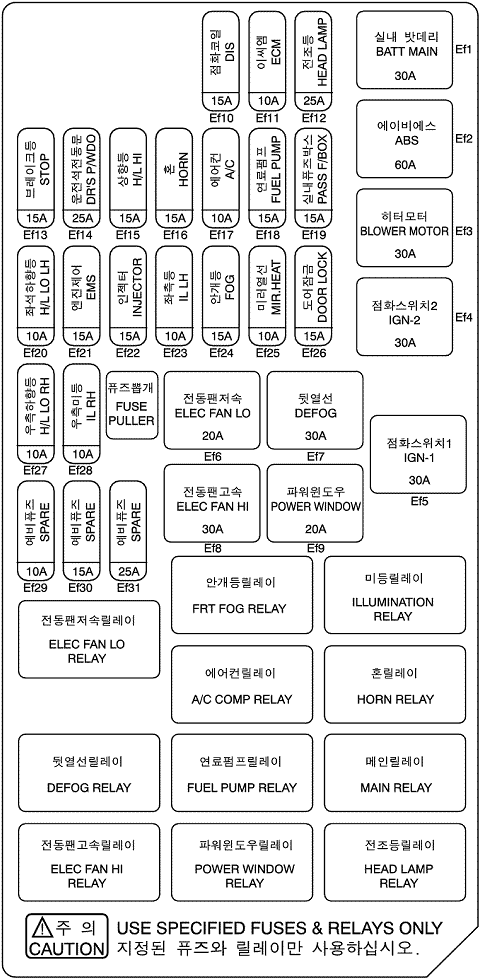 점화코일
DIS
15A
Ef10
이씨엠
ECM
10A
Ef11
전조등
HEAD LAMP
25A
Ef12
실내 밧데리
BATT MAIN
30A
Ef1
에이비에스
ABS
60A
Ef2
브레이크등
STOP
15A
Ef13
운전석전동문
DR'S P/WDO
25A
Ef14
상향등
H/L HI
15A
Ef15
혼
HORN
15A
Ef16
에어컨
A/C
10A
Ef17
연료펌프
FUEL PUMP
15A
Ef18
실내퓨즈박스
PASS F/BOX
15A
Ef19
히터모터
BLOWER MOTOR
30A
Ef3
좌석하향등
H/L LO LH
10A
Ef20
엔진제어
EMS
15A
Ef21
인젝터
INJECTOR
15A
Ef22
좌측등
IL LH
10A
Ef23
안개등
FOG
15A
Ef24
미러열선
MIR.HEAT
10A
Ef25
도어잠금
DOOR LOCK
15A
Ef26
점화스위치2
IGN-2
30A
Ef4
우측하향등
H/L LO RH
10A
Ef27
우측미등
IL RH
10A
Ef28
퓨즈뽑개
FUSE
PULLER
전동팬저속
ELEC FAN LO
20A
Ef6
뒷열선
DEFOG
30A
Ef7
점화스위치1
IGN-1
30A
Ef5
예비퓨즈
SPARE
10A
Ef29
예비퓨즈
SPARE
15A
Ef30
예비퓨즈
SPARE
25A
Ef31
전동팬고속
ELEC FAN HI
30A
Ef8
파워윈도우
POWER WINDOW
20A
Ef9
전동팬저속릴레이
ELEC FAN LO
RELAY
안개등릴레이
FRT FOG RELAY
미등릴레이
ILLUMINATION
RELAY
에어컨릴레이
A/C COMP RELAY
혼릴레이
HORN RELAY
뒷열선릴레이
DEFOG RELAY
연료펌프릴레이
FUEL PUMP RELAY
메인릴레이
MAIN RELAY
전동팬고속릴레이
ELEC FAN HI
RELAY
파워윈도우릴레이
POWER WINDOW
RELAY
전조등릴레이
HEAD LAMP
RELAY
주 의
CAUTION
USE SPECIFIED FUSES & RELAYS ONLY
지정된 퓨즈와 릴레이만 사용하십시오.